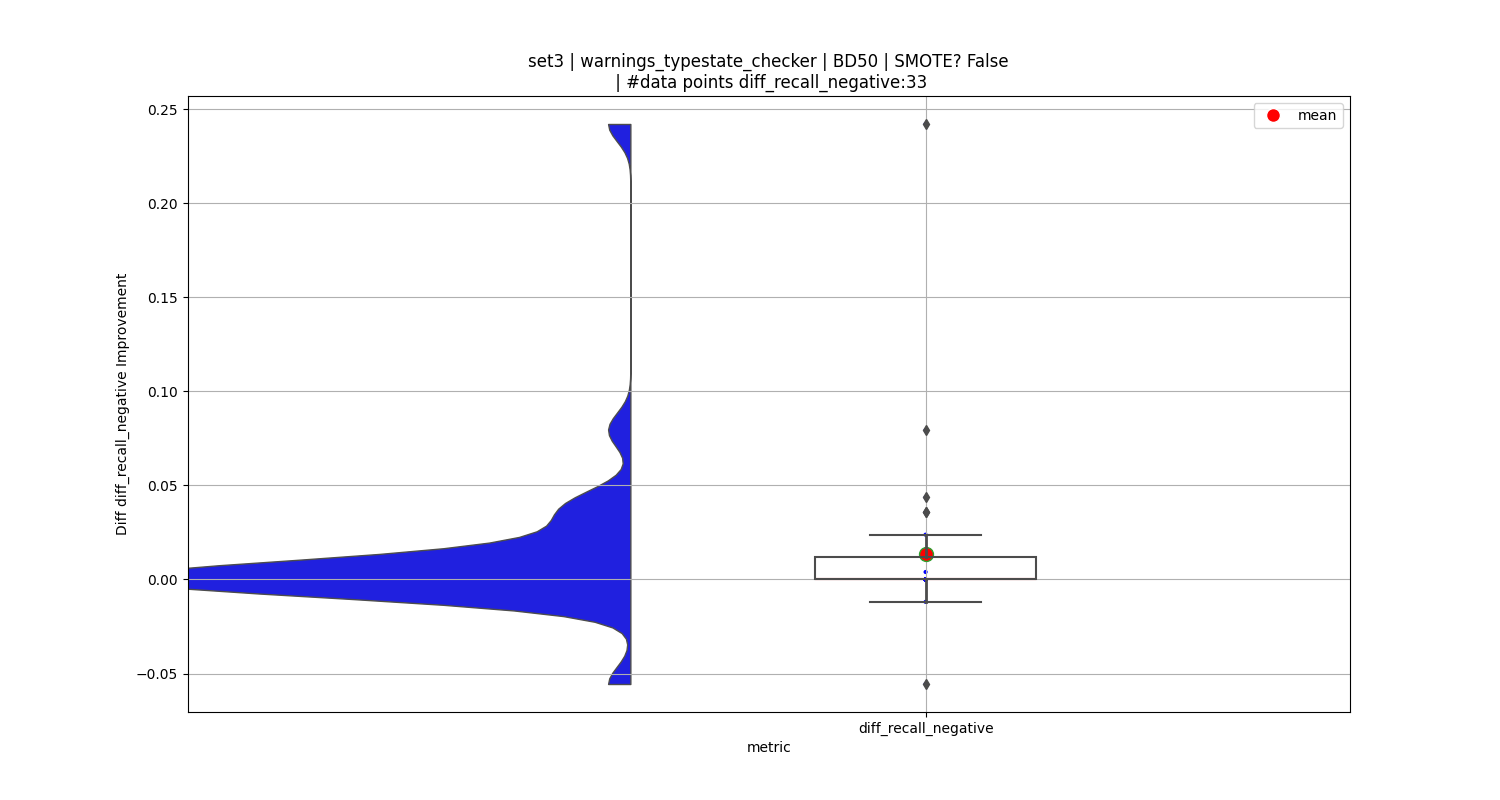 set3 | warnings_typestate_checker | BD50 | SMOTE? False
| #data points diff_recall_negative:33
mean
0.25
0.20
0.15
0.10
0.05
0.00
−0.05
Diff diff_recall_negative Improvement
diff_recall_negative
metric